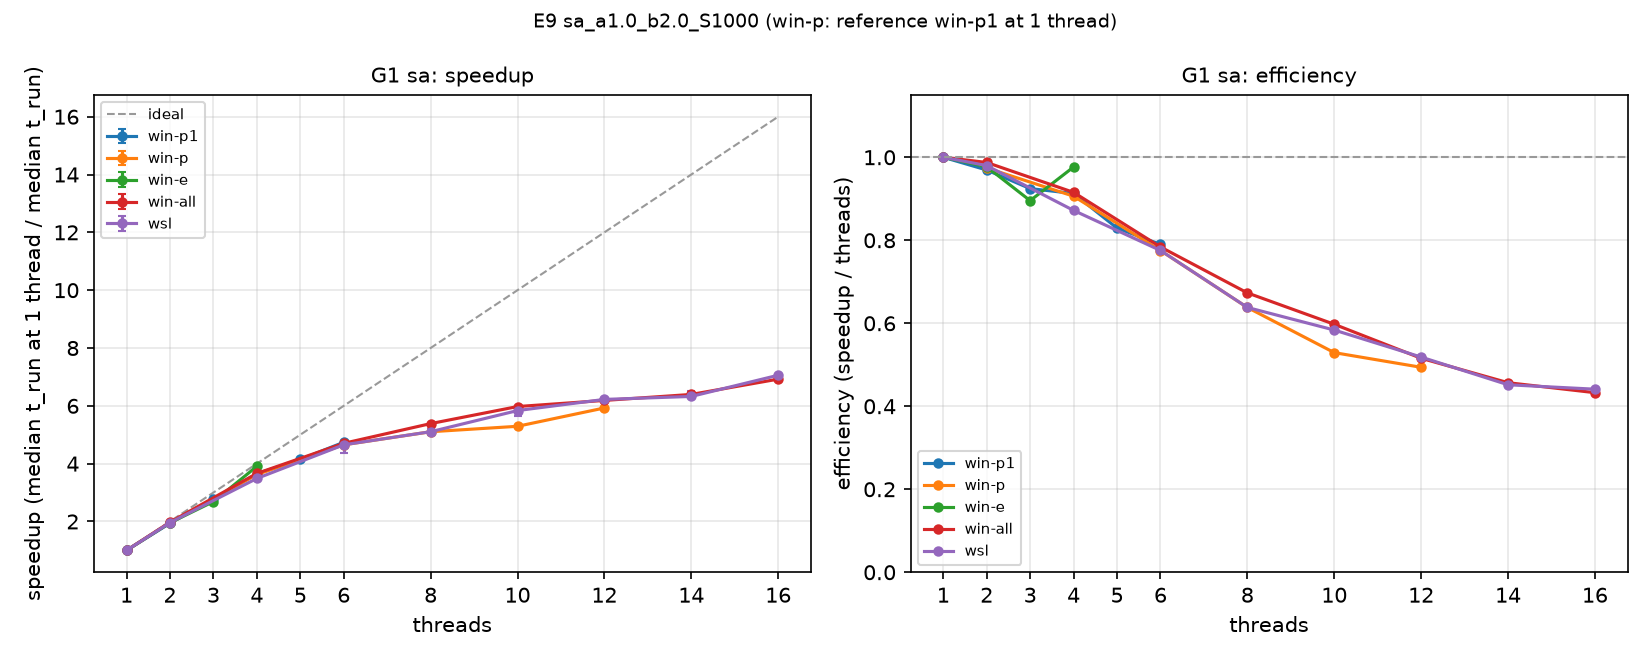 E9 sa_a1.0_b2.0_S1000 (win-p: reference win-p1 at 1 thread)
G1 sa: speedup
speedup (median t_run at 1 thread / median t_run)
16
14
12
10
8
6
4
2
ideal
win-p1
win-p
win-e
win-all
wsl
1 2 3 4 5 6 8 10 12 14 16
threads
G1 sa: efficiency
efficiency (speedup / threads)
1.0
0.8
0.6
0.4
0.2
0.0
win-p1
win-p
win-e
win-all
wsl
1 2 3 4 5 6 8 10 12 14 16
threads